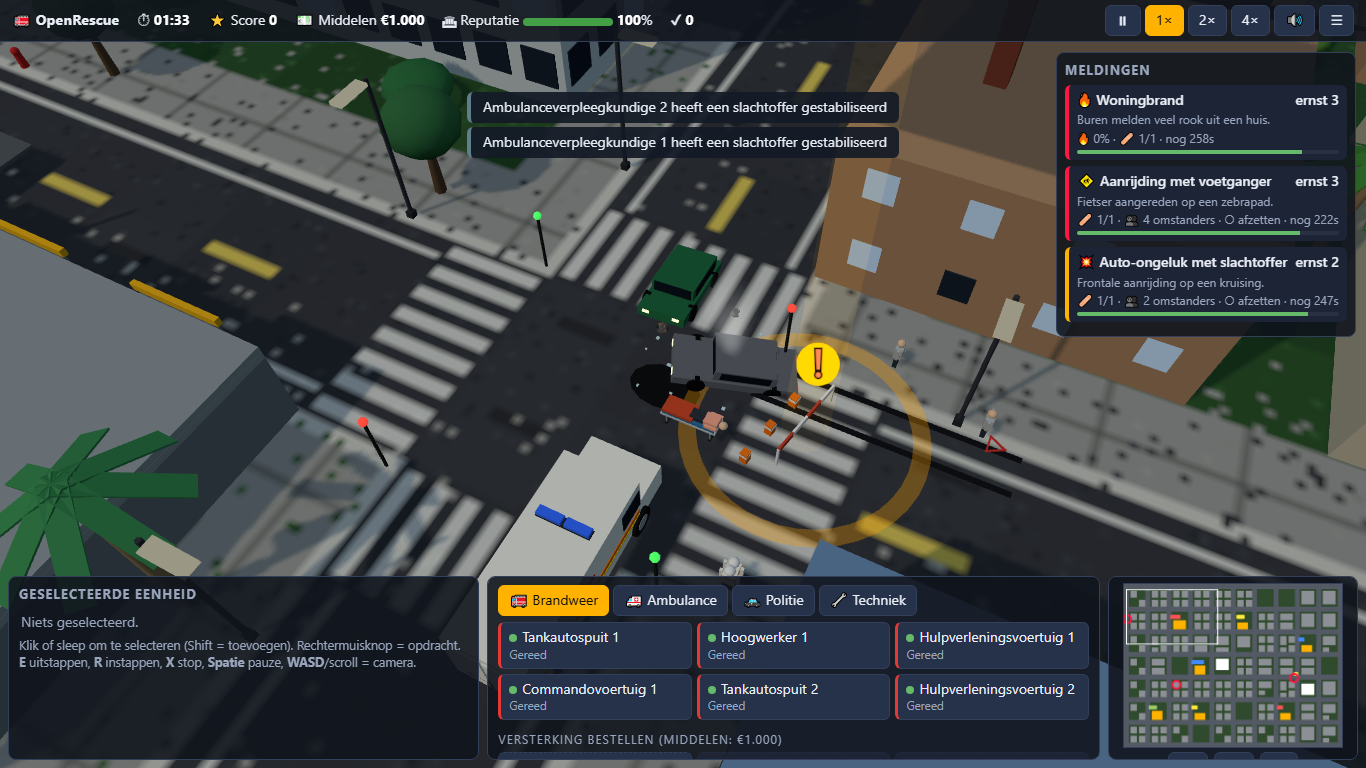 OpenRescue 01:33 Score 0 Middelen €1.000 Reputatie 100% ✓ 0
1× 2× 4×
Ambulanceverpleegkundige 2 heeft een slachtoffer gestabiliseerd
Ambulanceverpleegkundige 1 heeft een slachtoffer gestabiliseerd
MELDINGEN
Woningbrand ernst 3
Buren melden veel rook uit een huis.
0% · 1/1 · nog 258s
Aanrijding met voetganger ernst 3
Fietser aangereden op een zebrapad.
1/1 · 4 omstanders · afzetten · nog 222s
Auto-ongeluk met slachtoffer ernst 2
Frontale aanrijding op een kruising.
1/1 · 2 omstanders · afzetten · nog 247s
GESELECTEERDE EENHEID
Niets geselecteerd.
Klik of sleep om te selecteren (Shift = toevoegen). Rechtermuisknop = opdracht.
E uitstappen, R instappen, X stop, Spatie pauze, WASD/scroll = camera.
Brandweer Ambulance Politie Techniek
Tankautospuit 1 Hoogwerker 1 Hulpverleningsvoertuig 1
Gereed Gereed Gereed
Commandovoertuig 1 Tankautospuit 2 Hulpverleningsvoertuig 2
Gereed Gereed Gereed
VERSTERKING BESTELLEN (MIDDELEN: €1.000)